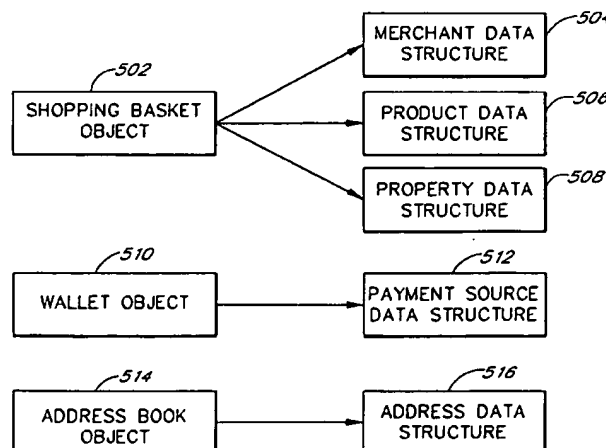 504
MERCHANT DATA
STRUCTURE
502
SHOPPING BASKET
OBJECT
506
PRODUCT DATA
STRUCTURE
508
PROPERTY DATA
STRUCTURE
510
WALLET OBJECT
512
PAYMENT SOURCE
DATA STRUCTURE
514
ADDRESS BOOK
OBJECT
516
ADDRESS DATA
STRUCTURE